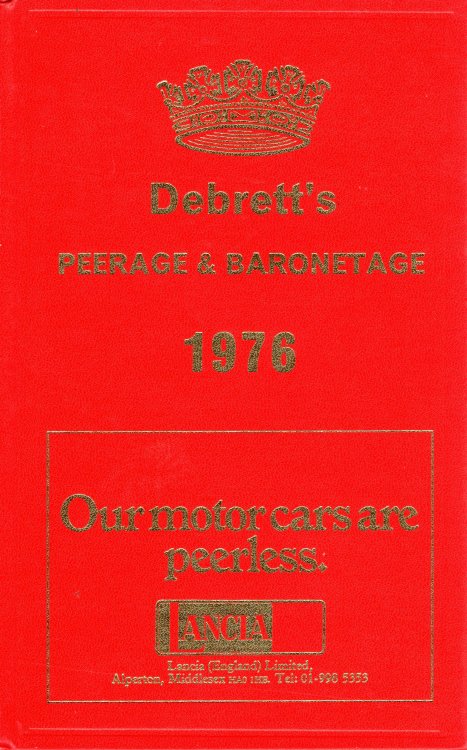 Debrett's
PEERAGE & BARONETAGE
1976
Our motor cars are
peerless.
LANCIA
Lancia (England) Limited,
Alperton, Middlesex HA0 1HB. Tel: 01-998 5353